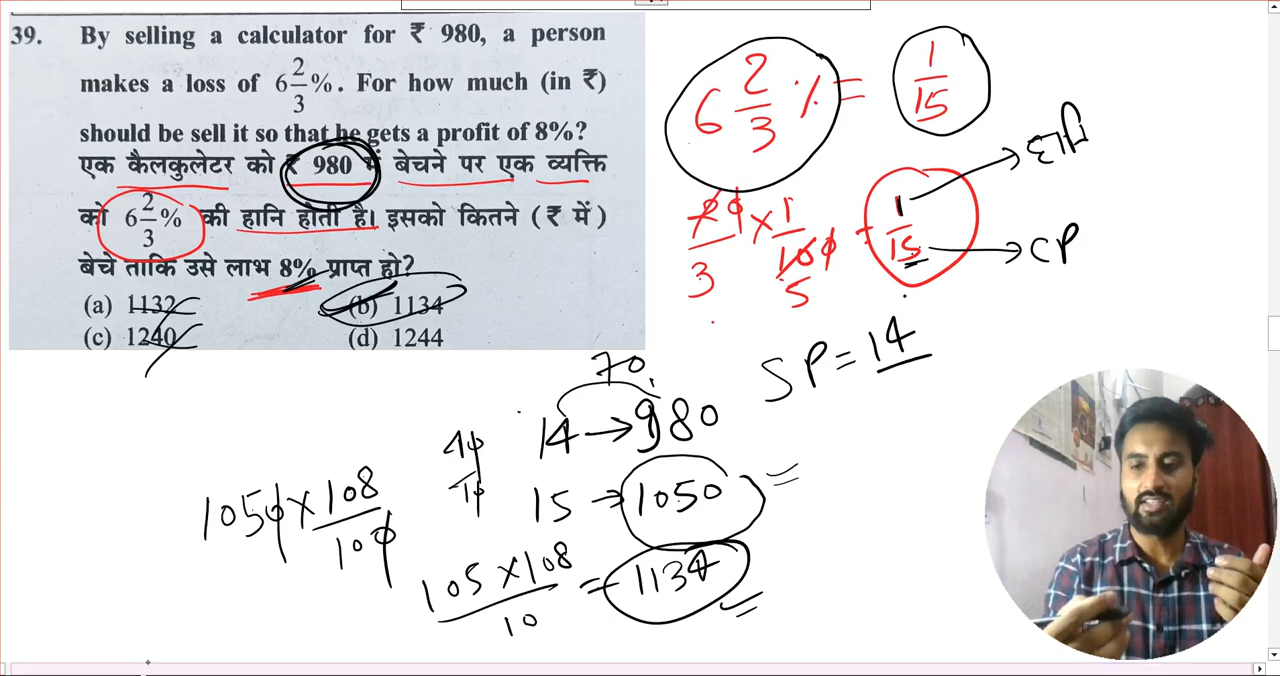 39. By selling a calculator for ₹ 980, a person
makes a loss of 6 2/3 %. For how much (in ₹)
should be sell it so that he gets a profit of 8%?
एक कैलकुलेटर को ₹ 980 में बेचने पर एक व्यक्ति
को 6 2/3 % की हानि होती है। इसको कितने (₹ में)
बेचे ताकि उसे लाभ 8% प्राप्त हो?
(a) 1132 (b) 1134
(c) 1240 (d) 1244
6 2/3 % = 1/15
20/3 × 1/100 = 1/15
5
हानि
CP
SP = 14
70
14 → 980
15 → 1050
1050 × 108/100
105 × 108/10 = 1134